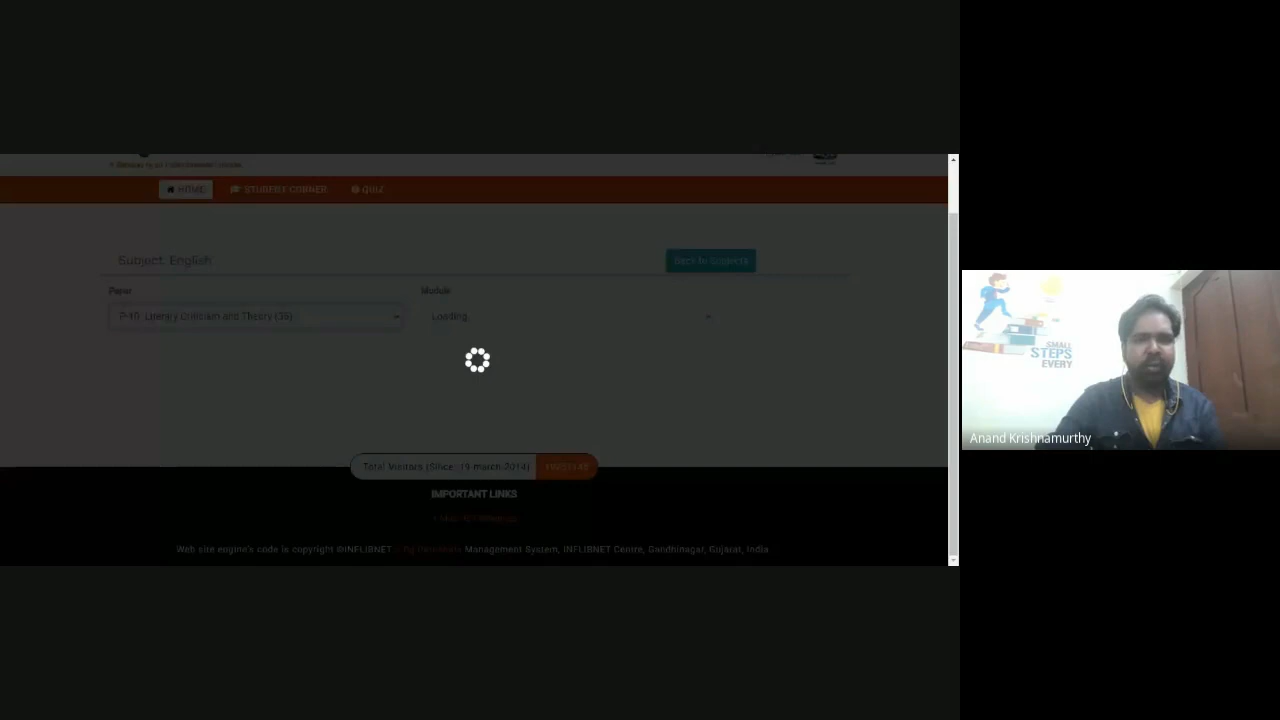 HOME
STUDENT CORNER
QUIZ
Subject: English
Back to Subjects
Paper
Module
P-10. Literary Criticism and Theory (35)
Loading
Total Visitors (Since: 19-march-2014)
IMPORTANT LINKS
Web site engine's code is copyright ©INFLIBNET
Management System, INFLIBNET Centre, Gandhinagar, Gujarat, India
SMALL
STEPS
EVERY
Anand Krishnamurthy